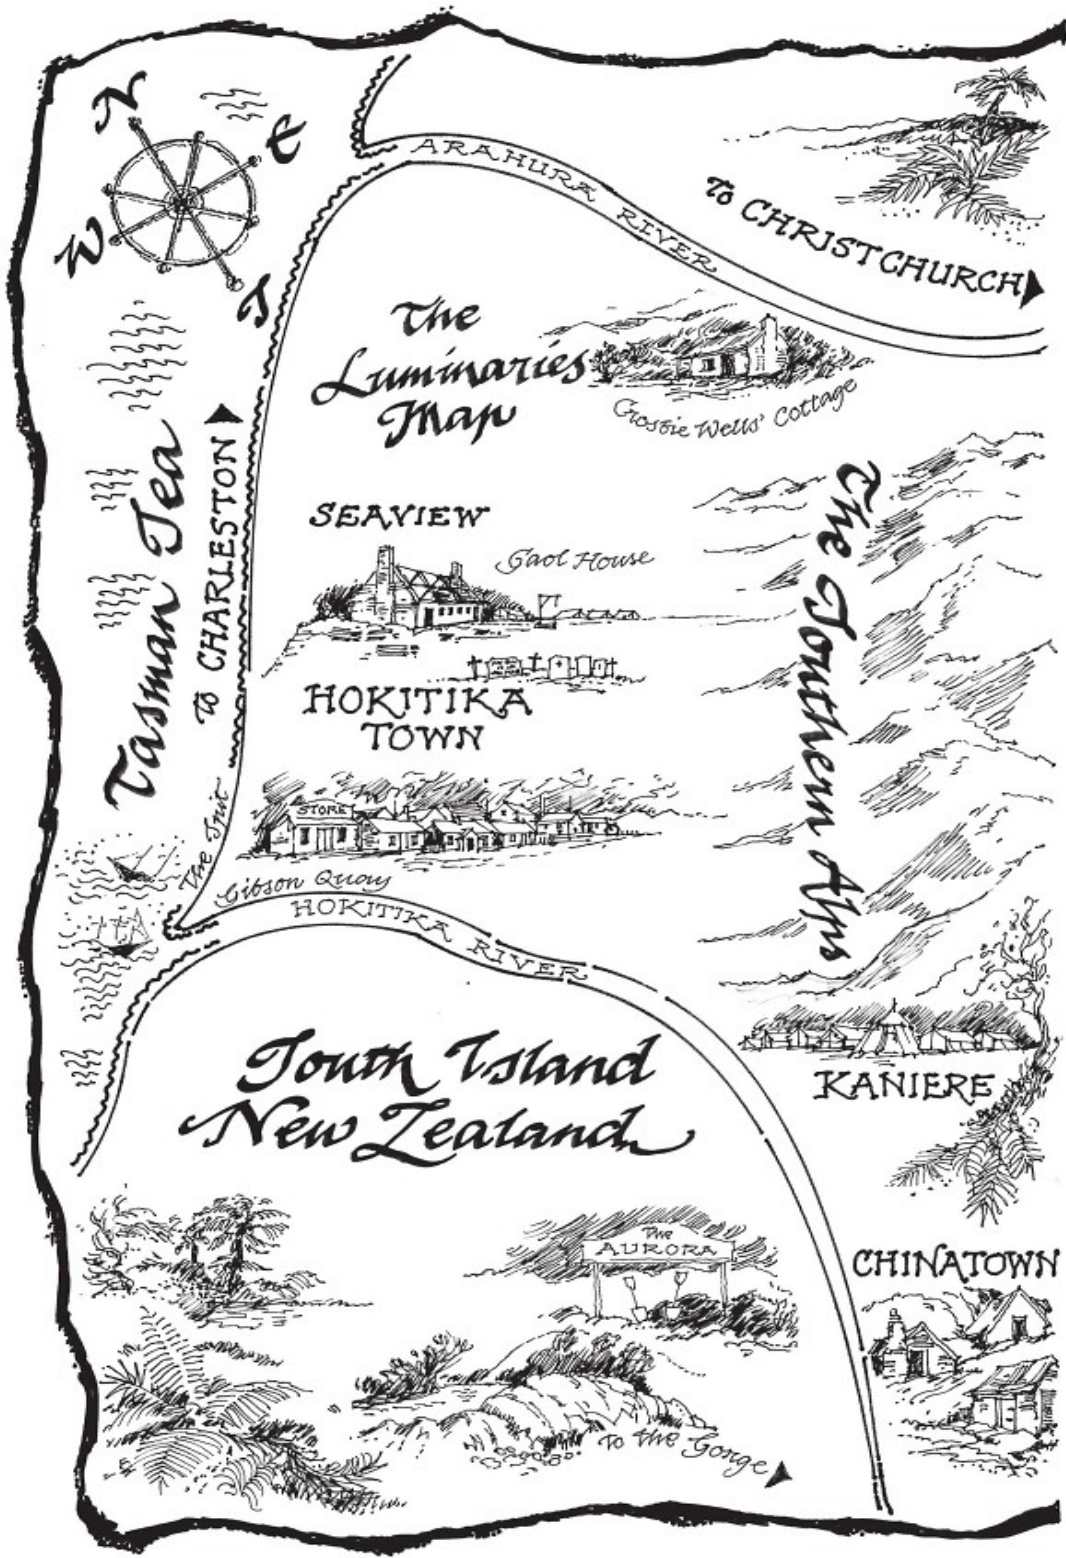 N
E
W
S
ARAHURA RIVER
To CHRISTCHURCH
The
Luminaries
Map
Crosbie Wells' Cottage
SEAVIEW
Gaol House
Tasman Sea
To CHARLESTON
The Southern Alps
HOKITIKA
TOWN
STORE
The Spit
Gibson Quay
HOKITIKA RIVER
South Island
New Zealand
KANIERE
The
AURORA
CHINATOWN
To the Gorge